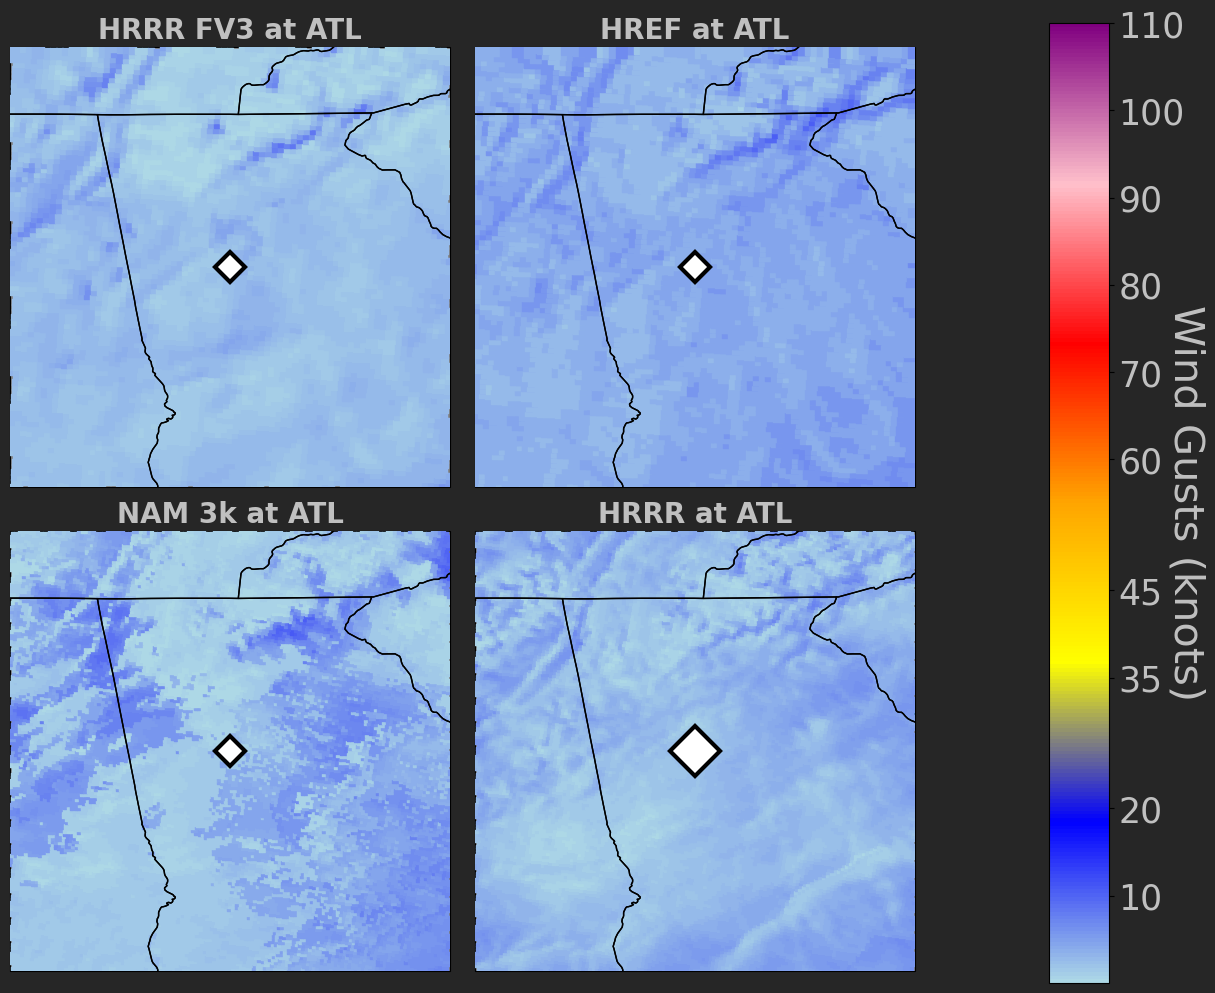 HRRR FV3 at ATL
HREF at ATL
NAM 3k at ATL
HRRR at ATL
110
100
90
80
70
60
45
35
20
10
Wind Gusts (knots)